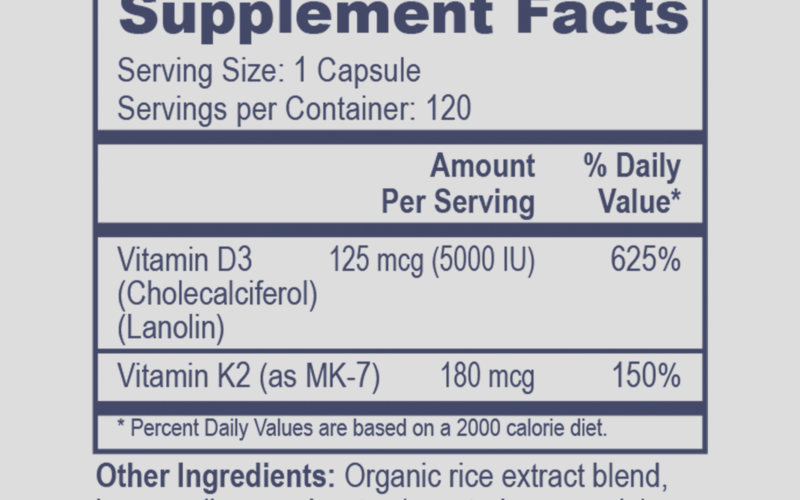 Supplement Facts
Serving Size: 1 Capsule
Servings per Container: 120
Amount Per Serving
% Daily Value*
Vitamin D3 (Cholecalciferol) (Lanolin) 125 mcg (5000 IU) 625%
Vitamin K2 (as MK-7) 180 mcg 150%
* Percent Daily Values are based on a 2000 calorie diet.
Other Ingredients: Organic rice extract blend,